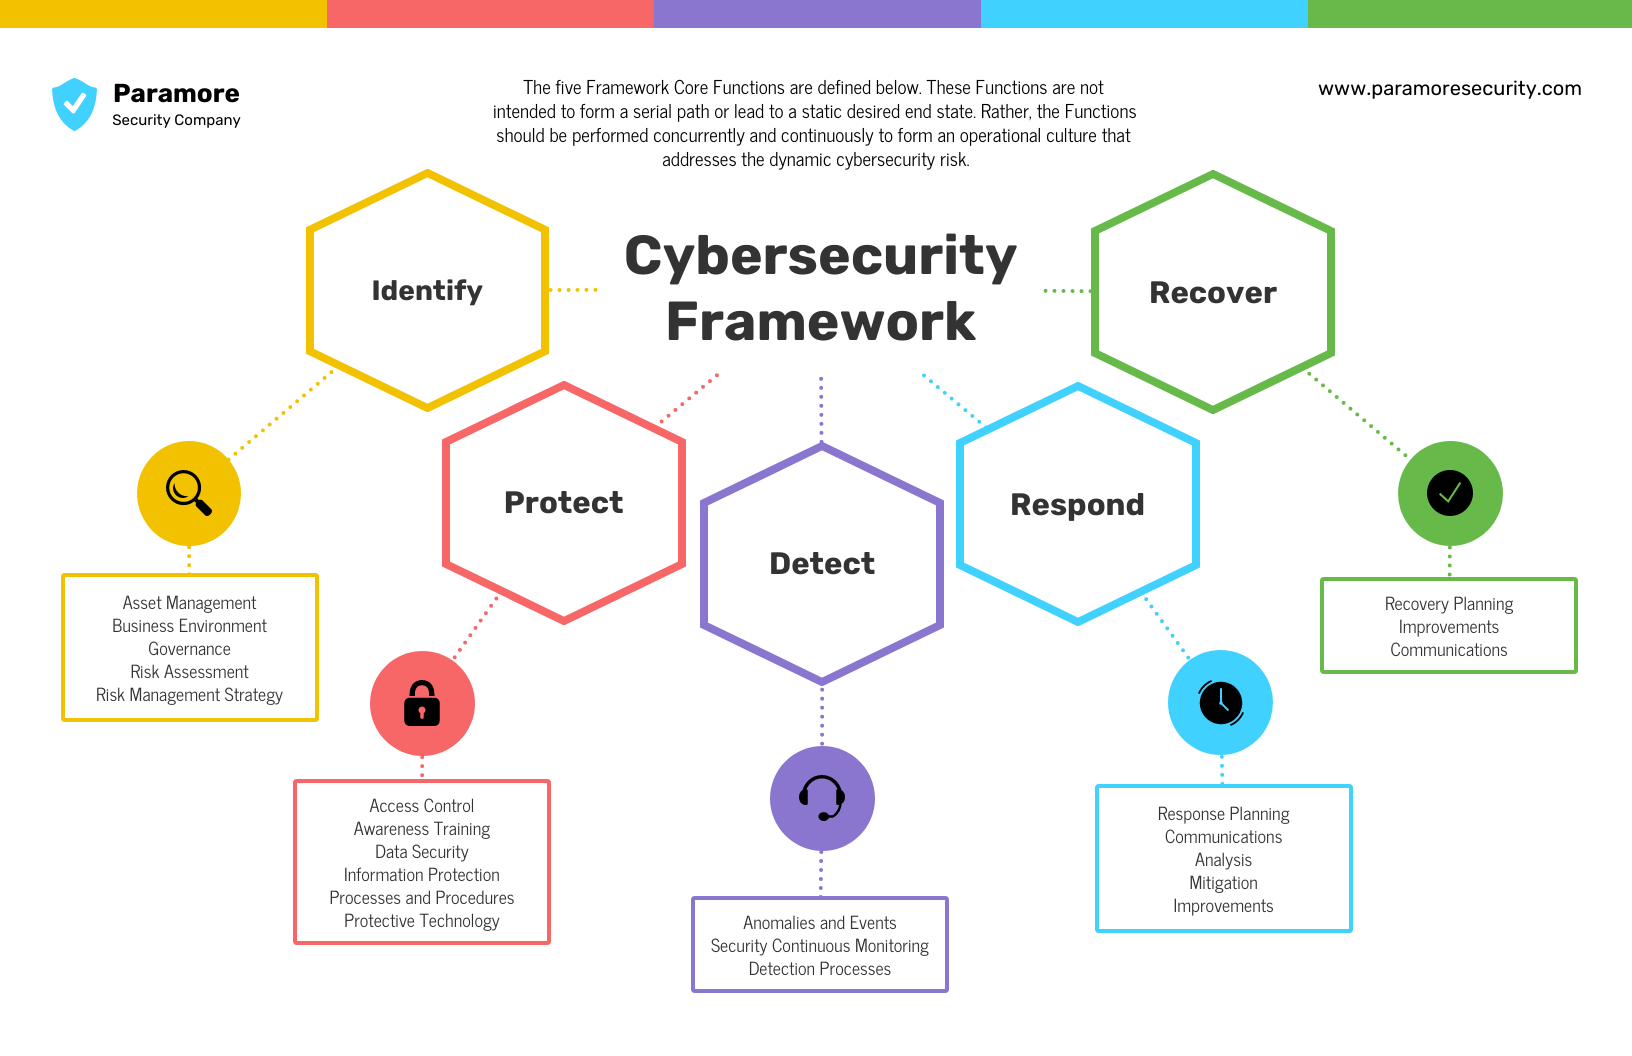 Paramore
Security Company
The five Framework Core Functions are defined below. These Functions are not
intended to form a serial path or lead to a static desired end state. Rather, the Functions
should be performed concurrently and continuously to form an operational culture that
addresses the dynamic cybersecurity risk.
www.paramoresecurity.com
Cybersecurity
Framework
Identify
Asset Management
Business Environment
Governance
Risk Assessment
Risk Management Strategy
Protect
Access Control
Awareness Training
Data Security
Information Protection
Processes and Procedures
Protective Technology
Detect
Anomalies and Events
Security Continuous Monitoring
Detection Processes
Respond
Response Planning
Communications
Analysis
Mitigation
Improvements
Recover
Recovery Planning
Improvements
Communications